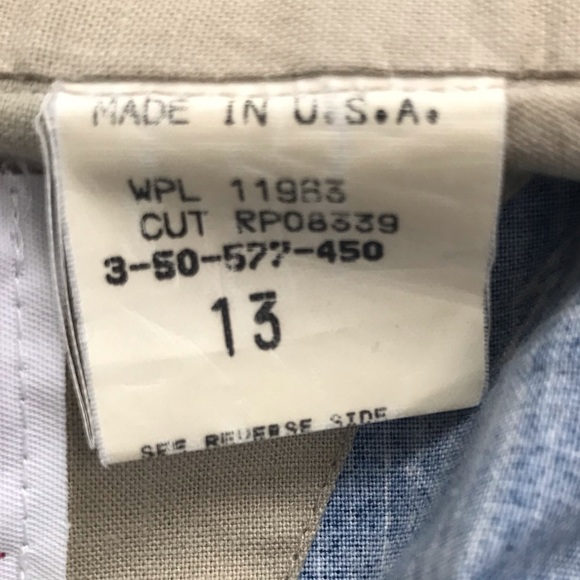 MADE IN U.S.A.
WPL 11983
CUT RP08339
3-50-577-450
13
SEE REVERSE SIDE